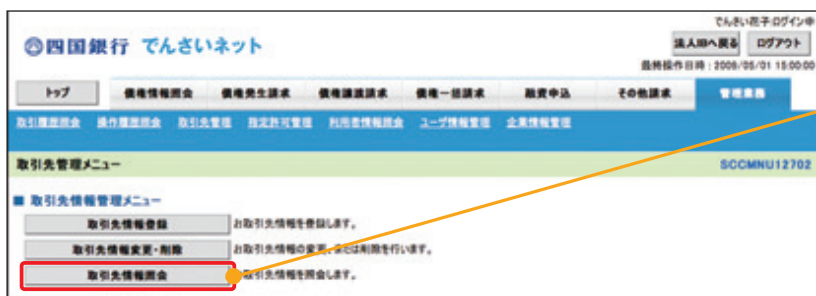 でんさい花子:ログイン中
四国銀行 でんさいネット
法人IBへ戻る ログアウト
最終操作日時:2009/05/01 15:00:00
トップ 債権情報照会 債権発生請求 債権譲渡請求 債権一括請求 融資申込 その他請求 管理業務
取引履歴照会 操作履歴照会 取引先管理 指定許可管理 利用者情報照会 ユーザ情報管理 企業情報管理
取引先管理メニュー SCCMNU12702
■ 取引先情報管理メニュー
取引先情報登録 お取引先情報を登録します。
取引先情報変更・削除 お取引先情報の変更、または削除を行います。
取引先情報照会 取引先情報を照会します。